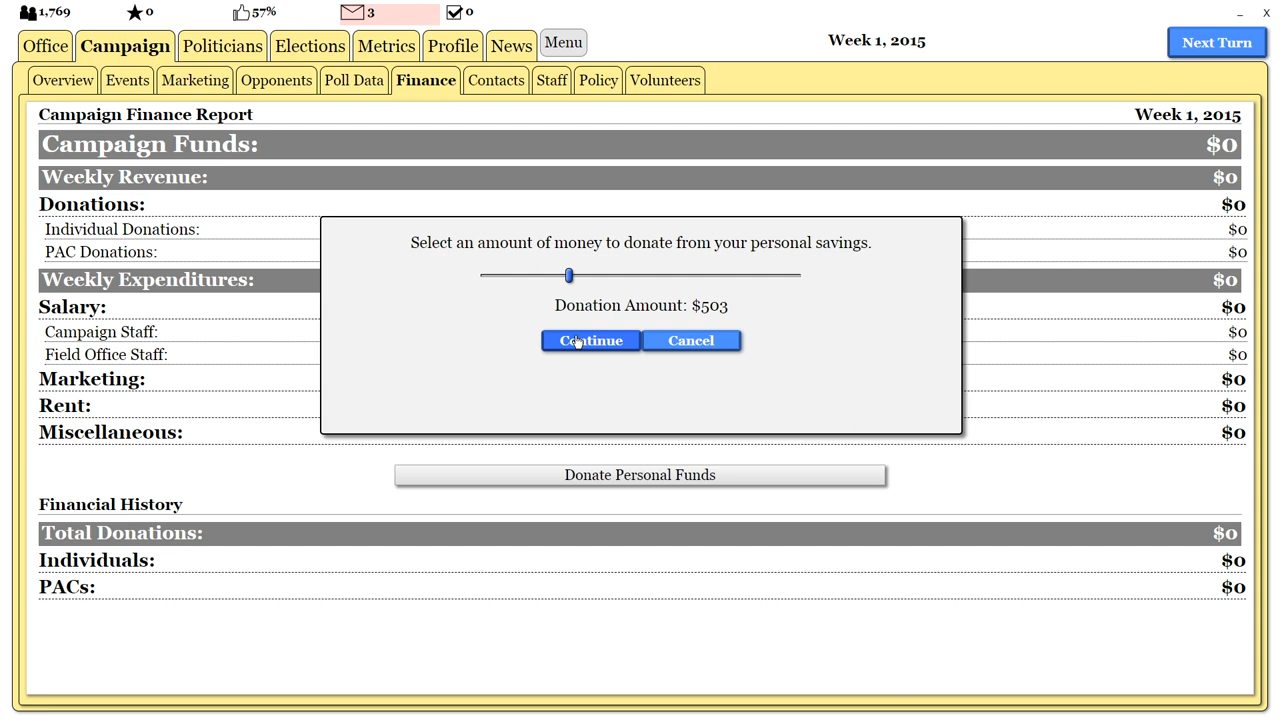 1,769 0 57% 3 0 _ X
Office Campaign Politicians Elections Metrics Profile News Menu Week 1, 2015 Next Turn
Overview Events Marketing Opponents Poll Data Finance Contacts Staff Policy Volunteers
Campaign Finance Report Week 1, 2015
Campaign Funds: $0
Weekly Revenue: $0
Donations: $0
Individual Donations: $0
PAC Donations: $0
Weekly Expenditures: $0
Salary: $0
Campaign Staff: $0
Field Office Staff: $0
Marketing: $0
Rent: $0
Miscellaneous: $0
Select an amount of money to donate from your personal savings.
Donation Amount: $503
Continue Cancel
Donate Personal Funds
Financial History
Total Donations: $0
Individuals: $0
PACs: $0